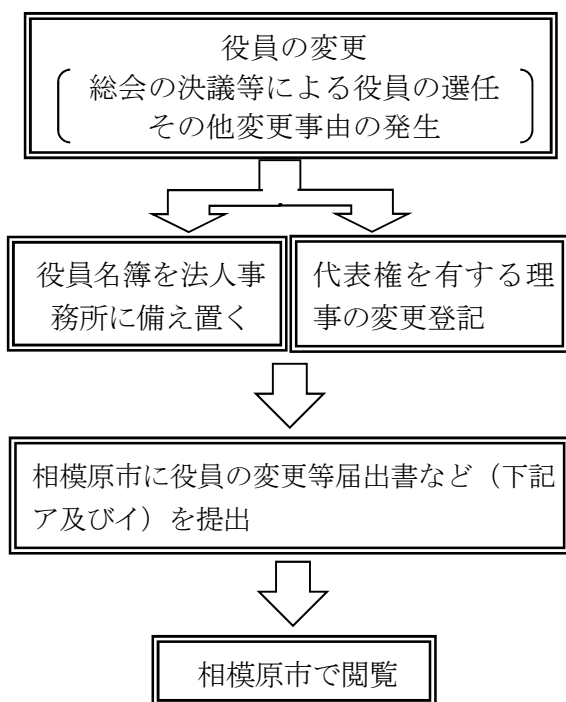 役員の変更
総会の決議等による役員の選任
その他変更事由の発生
役員名簿を法人事
務所に備え置く
代表権を有する理
事の変更登記
相模原市に役員の変更等届出書など（下記
ア及びイ）を提出
相模原市で閲覧